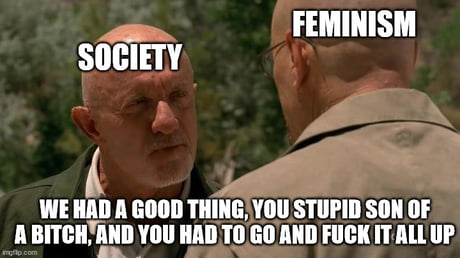 FEMINISM
SOCIETY
WE HAD A GOOD THING, YOU STUPID SON OF
A BITCH, AND YOU HAD TO GO AND FUCK IT ALL UP
imgflip.com